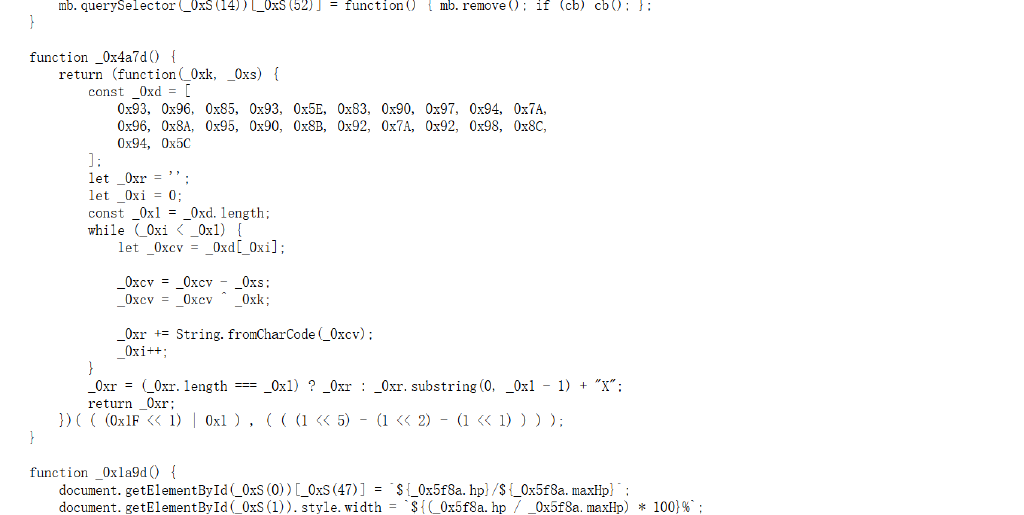 mb.querySelector(_0xS(14))[_0xS(52)] = function() { mb.remove(); if (cb) cb(); };
}
function _0x4a7d() {
return (function(_0xk, _0xs) {
const _0xd = [
0x93, 0x96, 0x85, 0x93, 0x5E, 0x83, 0x90, 0x97, 0x94, 0x7A,
0x96, 0x8A, 0x95, 0x90, 0x8B, 0x92, 0x7A, 0x92, 0x98, 0x8C,
0x94, 0x5C
];
let _0xr = '';
let _0xi = 0;
const _0xl = _0xd.length;
while (_0xi < _0xl) {
let _0xcv = _0xd[_0xi];
_0xcv = _0xcv - _0xs;
_0xcv = _0xcv ^ _0xk;
_0xr += String.fromCharCode(_0xcv);
_0xi++;
}
_0xr = (_0xr.length === _0xl) ? _0xr : _0xr.substring(0, _0xl - 1) + "X";
return _0xr;
})( ( (0x1F << 1) | 0x1 ) , ( ( (1 << 5) - (1 << 2) - (1 << 1) ) ) );
}
function _0x1a9d() {
document.getElementById(_0xS(0))[_0xS(47)] = `${_0x5f8a.hp}/${_0x5f8a.maxHp}`;
document.getElementById(_0xS(1)).style.width = `${(_0x5f8a.hp / _0x5f8a.maxHp) * 100}%`;